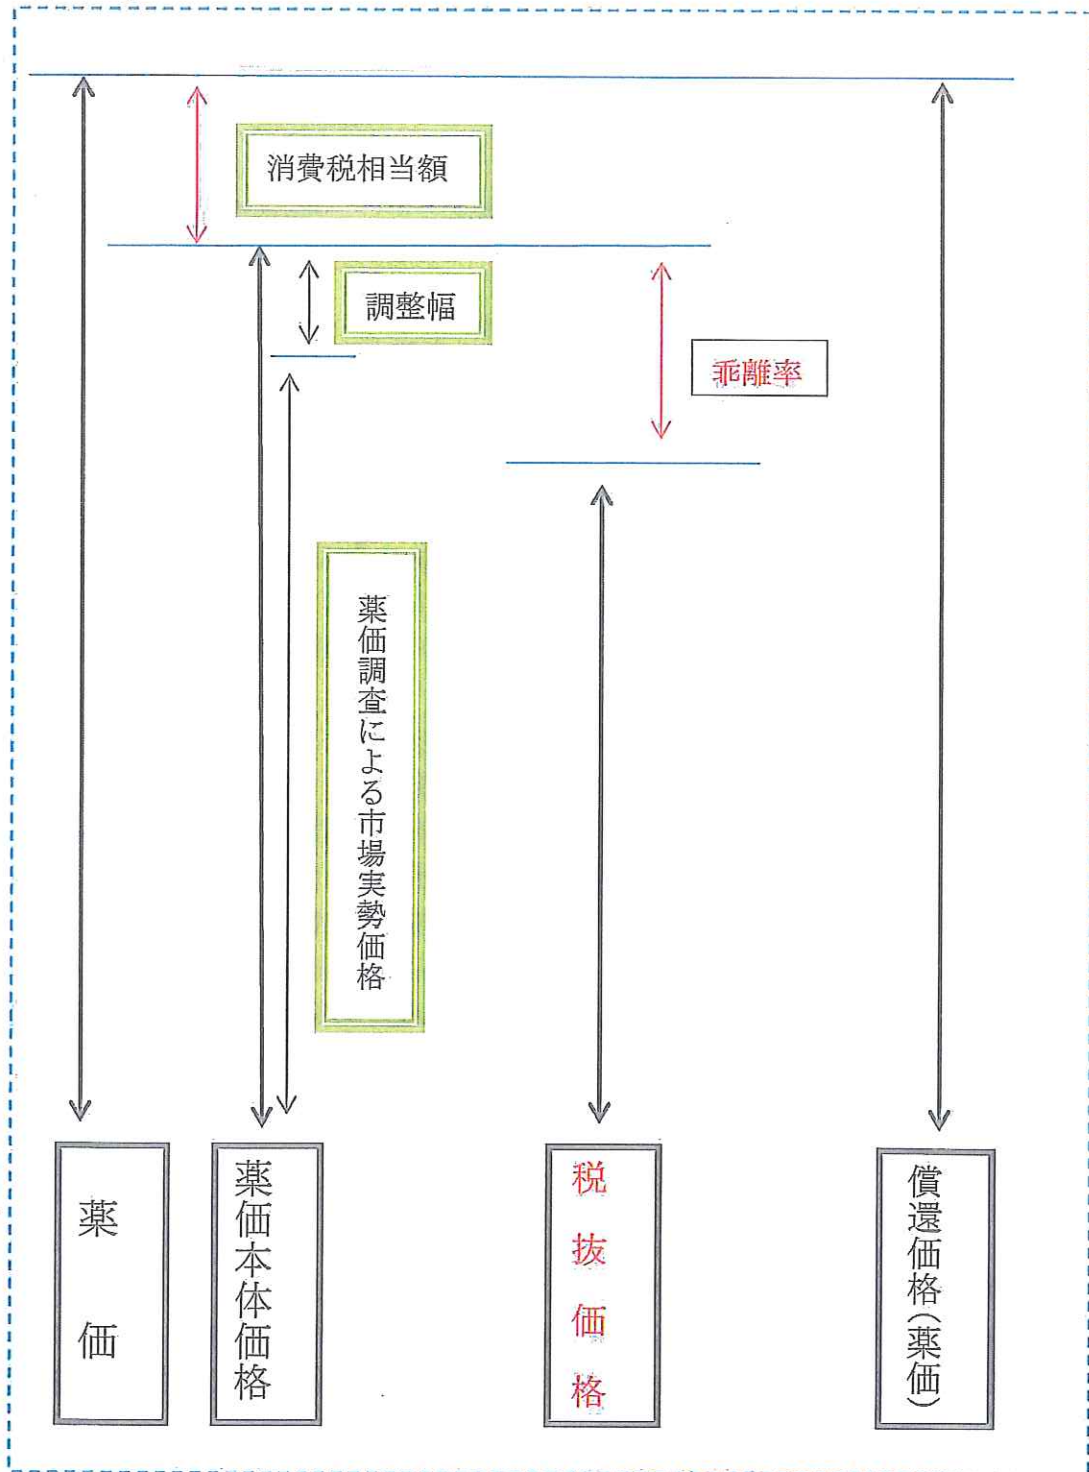 消費税相当額
調整幅
乖離率
薬価調査による市場実勢価格
薬価
薬価本体価格
税抜価格
償還価格(薬価)